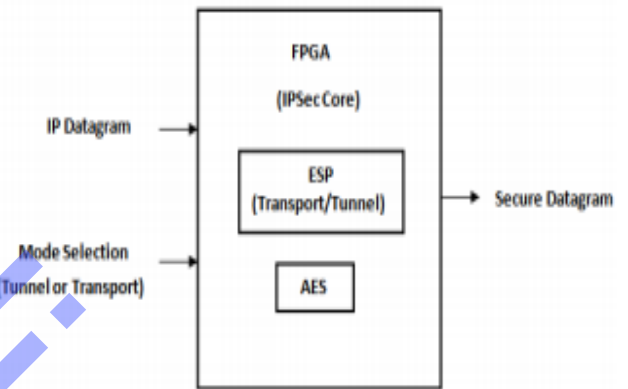 FPGA
(IPSec Core)
IP Datagram
ESP
(Transport/Tunnel)
Secure Datagram
Mode Selection
(Tunnel or Transport)
AES